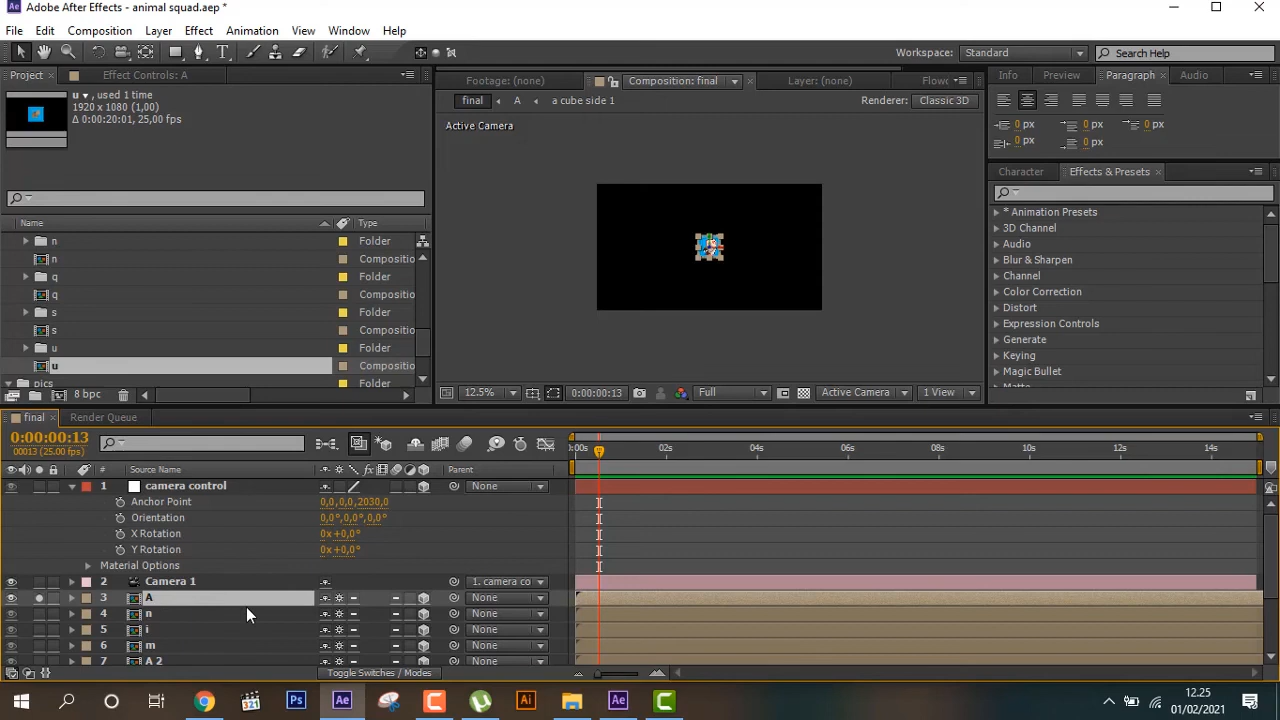 Ae Adobe After Effects - animal squad.aep *
File Edit Composition Layer Effect Animation View Window Help
Workspace: Standard Search Help
Project Effect Controls: A
u ▾, used 1 time
1920 x 1080 (1,00)
Δ 0:00:20:01, 25,00 fps
Name Type
n Folder
n Compositio
q Folder
q Compositio
s Folder
s Compositio
u Folder
u Compositio
pics Folder
8 bpc
Footage: (none) Composition: final Layer: (none) Flowc
final A a cube side 1 Renderer: Classic 3D
Active Camera
12.5% 0:00:00:13 Full Active Camera 1 View
Info Preview Paragraph Audio
0 px 0 px 0 px
0 px 0 px
Character Effects & Presets
* Animation Presets
3D Channel
Audio
Blur & Sharpen
Channel
Color Correction
Distort
Expression Controls
Generate
Keying
Magic Bullet
Matte
final Render Queue
0:00:00:13
00013 (25.00 fps)
:00s 02s 04s 06s 08s 10s 12s 14s
# Source Name fx Parent
1 camera control None
Anchor Point 0,0,0,0,2030,0
Orientation 0,0°,0,0°,0,0°
X Rotation 0x+0,0°
Y Rotation 0x+0,0°
Material Options
2 Camera 1 1. camera co
3 A None
4 n None
5 i None
6 m None
7 A 2 None
Toggle Switches / Modes
321 Ps Ae Ai Ae
12.25
01/02/2021